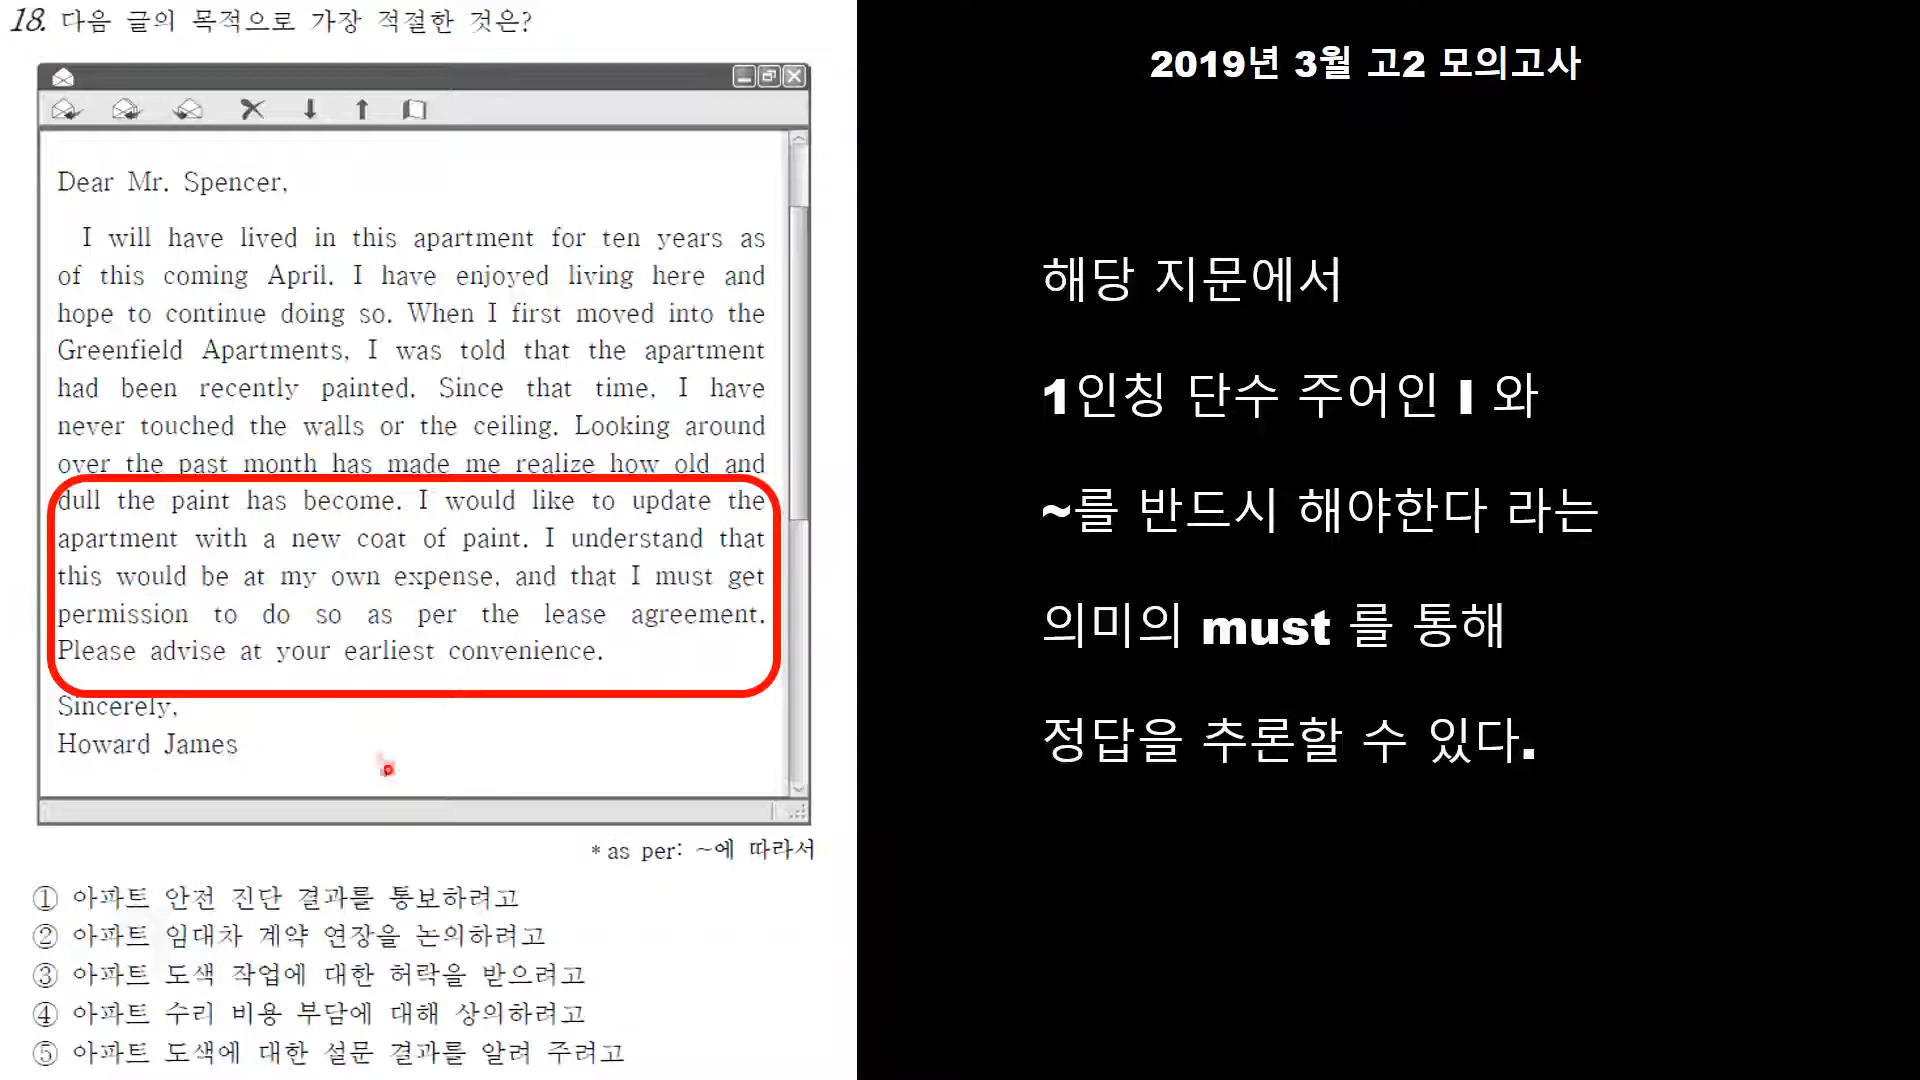 18. 다음 글의 목적으로 가장 적절한 것은?
Dear Mr. Spencer,
I will have lived in this apartment for ten years as
of this coming April. I have enjoyed living here and
hope to continue doing so. When I first moved into the
Greenfield Apartments, I was told that the apartment
had been recently painted. Since that time, I have
never touched the walls or the ceiling. Looking around
over the past month has made me realize how old and
dull the paint has become. I would like to update the
apartment with a new coat of paint. I understand that
this would be at my own expense, and that I must get
permission to do so as per the lease agreement.
Please advise at your earliest convenience.
Sincerely,
Howard James
* as per: ~에 따라서
① 아파트 안전 진단 결과를 통보하려고
② 아파트 임대차 계약 연장을 논의하려고
③ 아파트 도색 작업에 대한 허락을 받으려고
④ 아파트 수리 비용 부담에 대해 상의하려고
⑤ 아파트 도색에 대한 설문 결과를 알려 주려고
2019년 3월 고2 모의고사
해당 지문에서
1인칭 단수 주어인 I 와
~를 반드시 해야한다 라는
의미의 must 를 통해
정답을 추론할 수 있다.